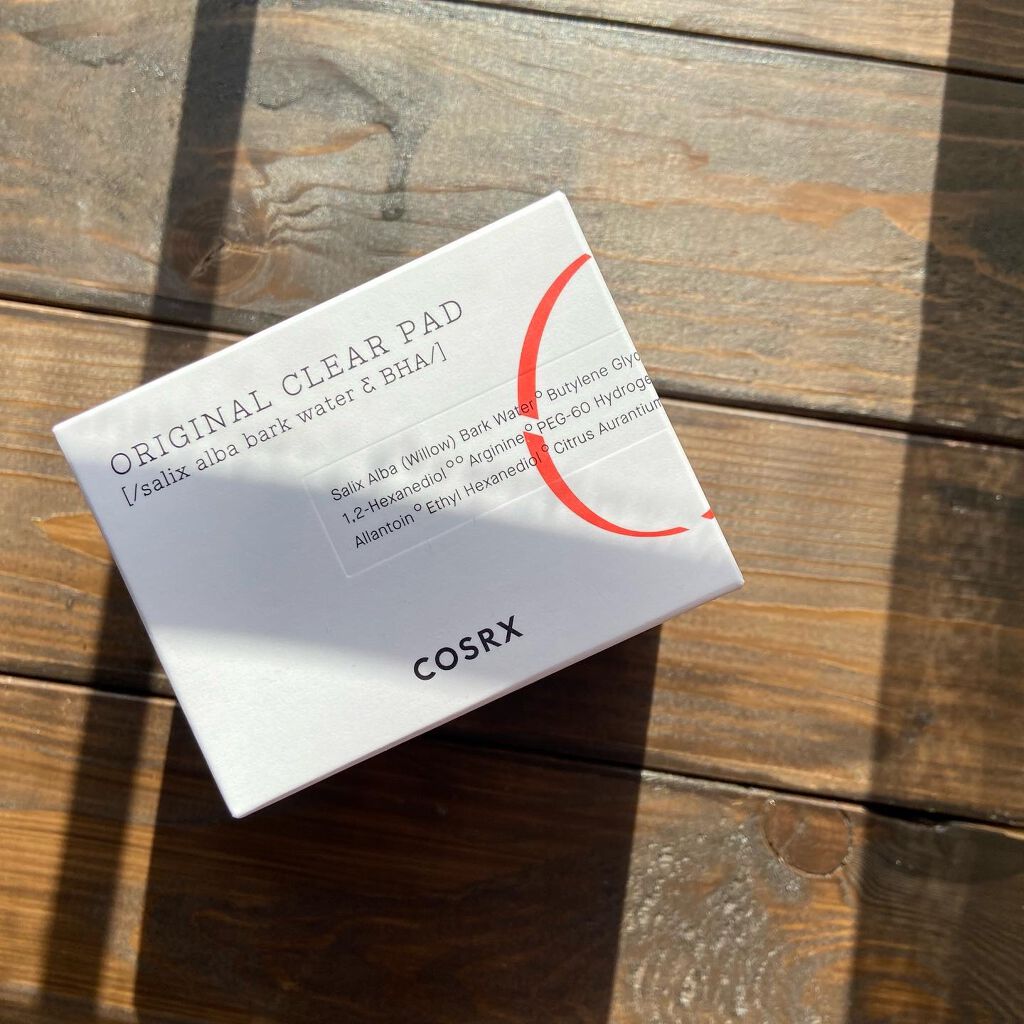 ORIGINAL CLEAR PAD
[/salix alba bark water & BHA/]
Salix Alba (Willow) Bark Water° Butylene Glyc
1,2-Hexanediol°° Arginine° PEG-60 Hydroge
Allantoin° Ethyl Hexanediol° Citrus Aurantium
COSRX